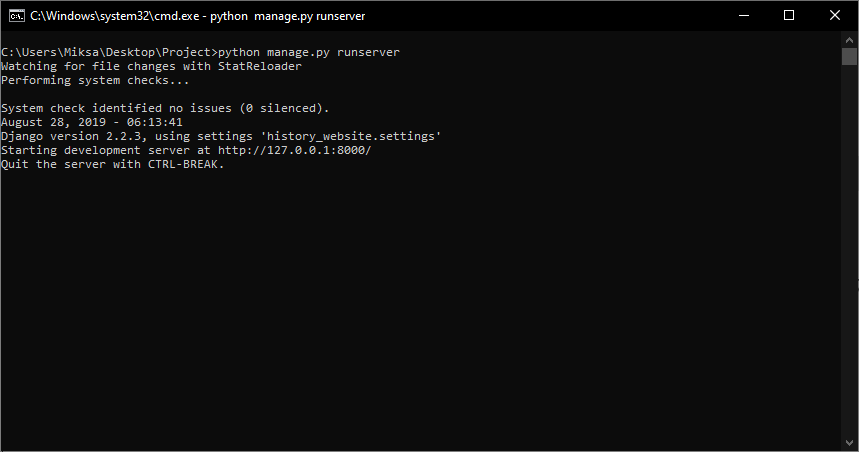 C:\Windows\system32\cmd.exe - python  manage.py runserver
C:\Users\Miksa\Desktop\Project>python manage.py runserver
Watching for file changes with StatReloader
Performing system checks...
System check identified no issues (0 silenced).
August 28, 2019 - 06:13:41
Django version 2.2.3, using settings 'history_website.settings'
Starting development server at http://127.0.0.1:8000/
Quit the server with CTRL-BREAK.